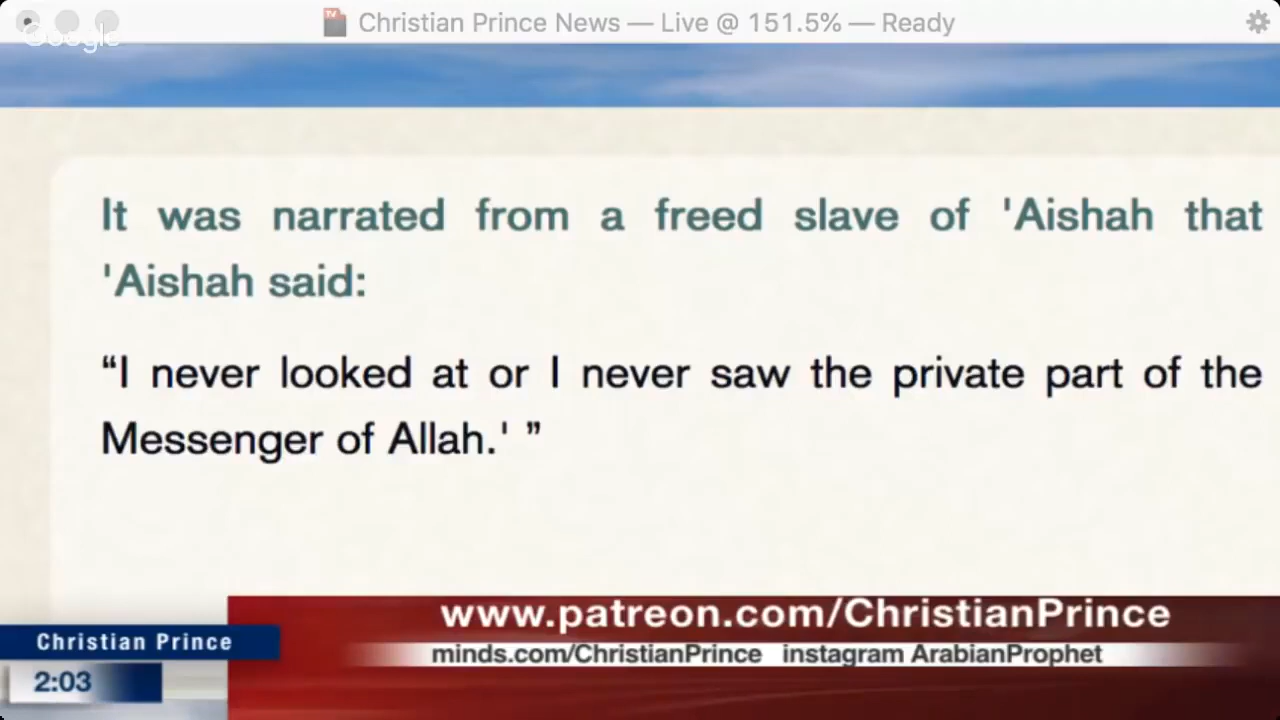 Christian Prince News — Live @ 151.5% — Ready
Google
It was narrated from a freed slave of 'Aishah that
'Aishah said:
“I never looked at or I never saw the private part of the
Messenger of Allah.' ”
www.patreon.com/ChristianPrince
Christian Prince
minds.com/ChristianPrince instagram ArabianProphet
2:03